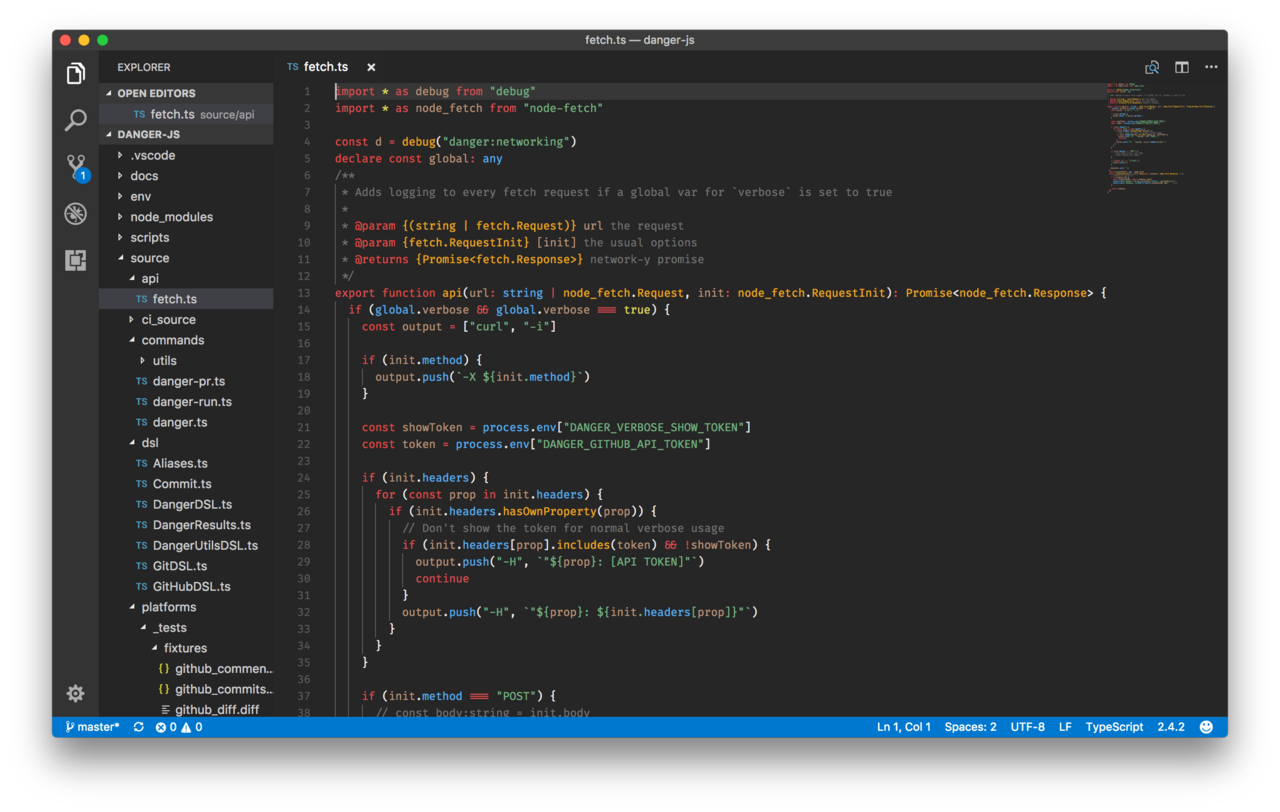 fetch.ts — danger-js
EXPLORER
OPEN EDITORS
TS fetch.ts source/api
DANGER-JS
.vscode
docs
env
node_modules
scripts
source
api
TS fetch.ts
ci_source
commands
utils
TS danger-pr.ts
TS danger-run.ts
TS danger.ts
dsl
TS Aliases.ts
TS Commit.ts
TS DangerDSL.ts
TS DangerResults.ts
TS DangerUtilsDSL.ts
TS GitDSL.ts
TS GitHubDSL.ts
platforms
_tests
fixtures
{} github_commen...
{} github_commits...
github_diff.diff
1
TS fetch.ts ×
1 import * as debug from "debug"
2 import * as node_fetch from "node-fetch"
3
4 const d = debug("danger:networking")
5 declare const global: any
6 /**
7  * Adds logging to every fetch request if a global var for `verbose` is set to true
8  *
9  * @param {(string | fetch.Request)} url the request
10  * @param {fetch.RequestInit} [init] the usual options
11  * @returns {Promise<fetch.Response>} network-y promise
12  */
13 export function api(url: string | node_fetch.Request, init: node_fetch.RequestInit): Promise<node_fetch.Response> {
14   if (global.verbose && global.verbose === true) {
15     const output = ["curl", "-i"]
16
17     if (init.method) {
18       output.push(`-X ${init.method}`)
19     }
20
21     const showToken = process.env["DANGER_VERBOSE_SHOW_TOKEN"]
22     const token = process.env["DANGER_GITHUB_API_TOKEN"]
23
24     if (init.headers) {
25       for (const prop in init.headers) {
26         if (init.headers.hasOwnProperty(prop)) {
27           // Don't show the token for normal verbose usage
28           if (init.headers[prop].includes(token) && !showToken) {
29             output.push("-H", `"${prop}: [API TOKEN]"`)
30             continue
31           }
32           output.push("-H", `"${prop}: ${init.headers[prop]}"`)
33         }
34       }
35     }
36
37     if (init.method === "POST") {
38       // const body:string = init.body
master* 0 0
Ln 1, Col 1 Spaces: 2 UTF-8 LF TypeScript 2.4.2